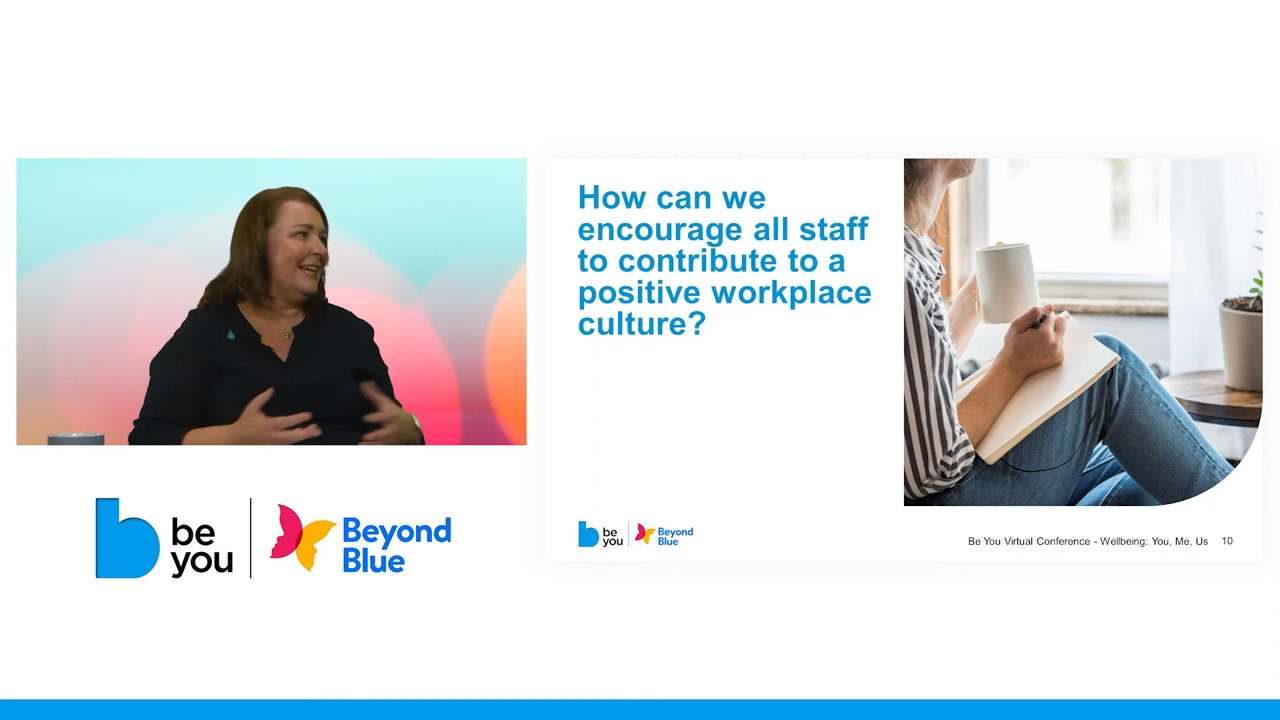 How can we
encourage all staff
to contribute to a
positive workplace
culture?
be
you
Beyond
Blue
be
you
Beyond
Blue
Be You Virtual Conference - Wellbeing: You, Me, Us 10